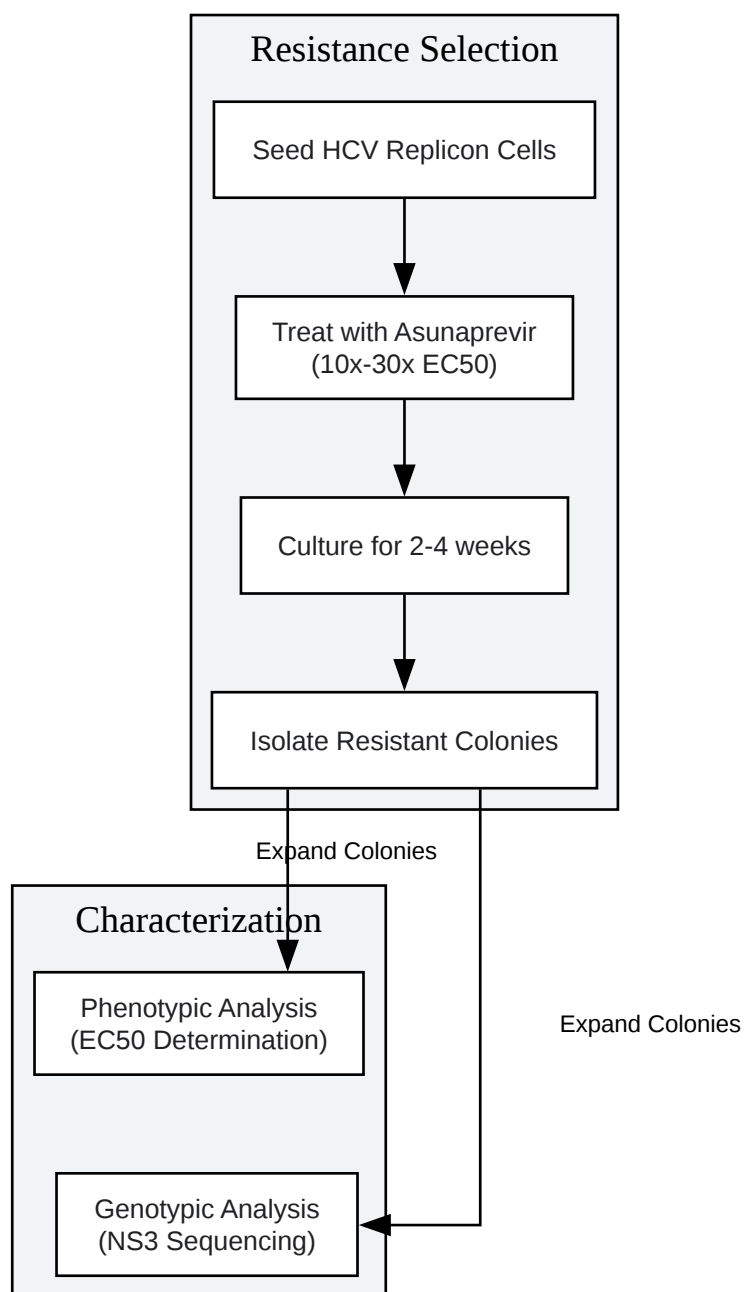 Resistance Selection
Seed HCV Replicon Cells
Treat with Asunaprevir
(10x-30x EC50)
Culture for 2-4 weeks
Isolate Resistant Colonies
Expand Colonies
Characterization
Phenotypic Analysis
(EC50 Determination)
Expand Colonies
Genotypic Analysis
(NS3 Sequencing)